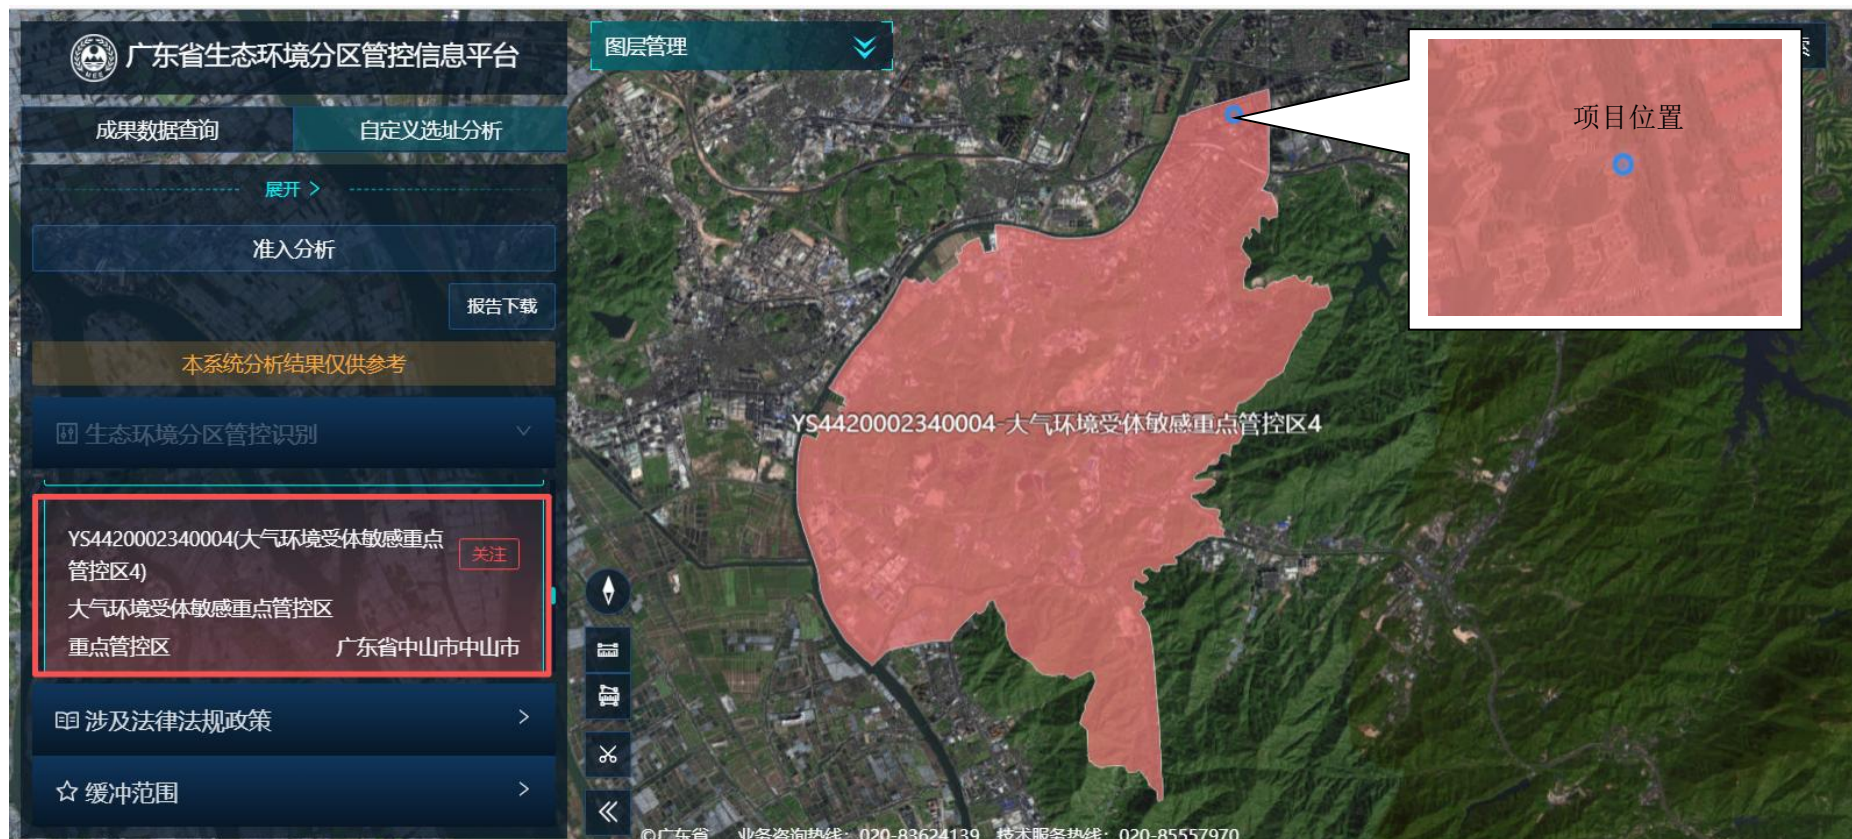 广东省生态环境分区管控信息平台
成果数据查询
自定义选址分析
展开 >
准入分析
报告下载
本系统分析结果仅供参考
生态环境分区管控识别
YS4420002340004(大气环境受体敏感重点
管控区4)
关注
大气环境受体敏感重点管控区
重点管控区
广东省中山市中山市
涉及法律法规政策
缓冲范围
图层管理
项目位置
YS4420002340004-大气环境受体敏感重点管控区4
©广东省 业务咨询热线：020-83624139 技术服务热线：020-85557970